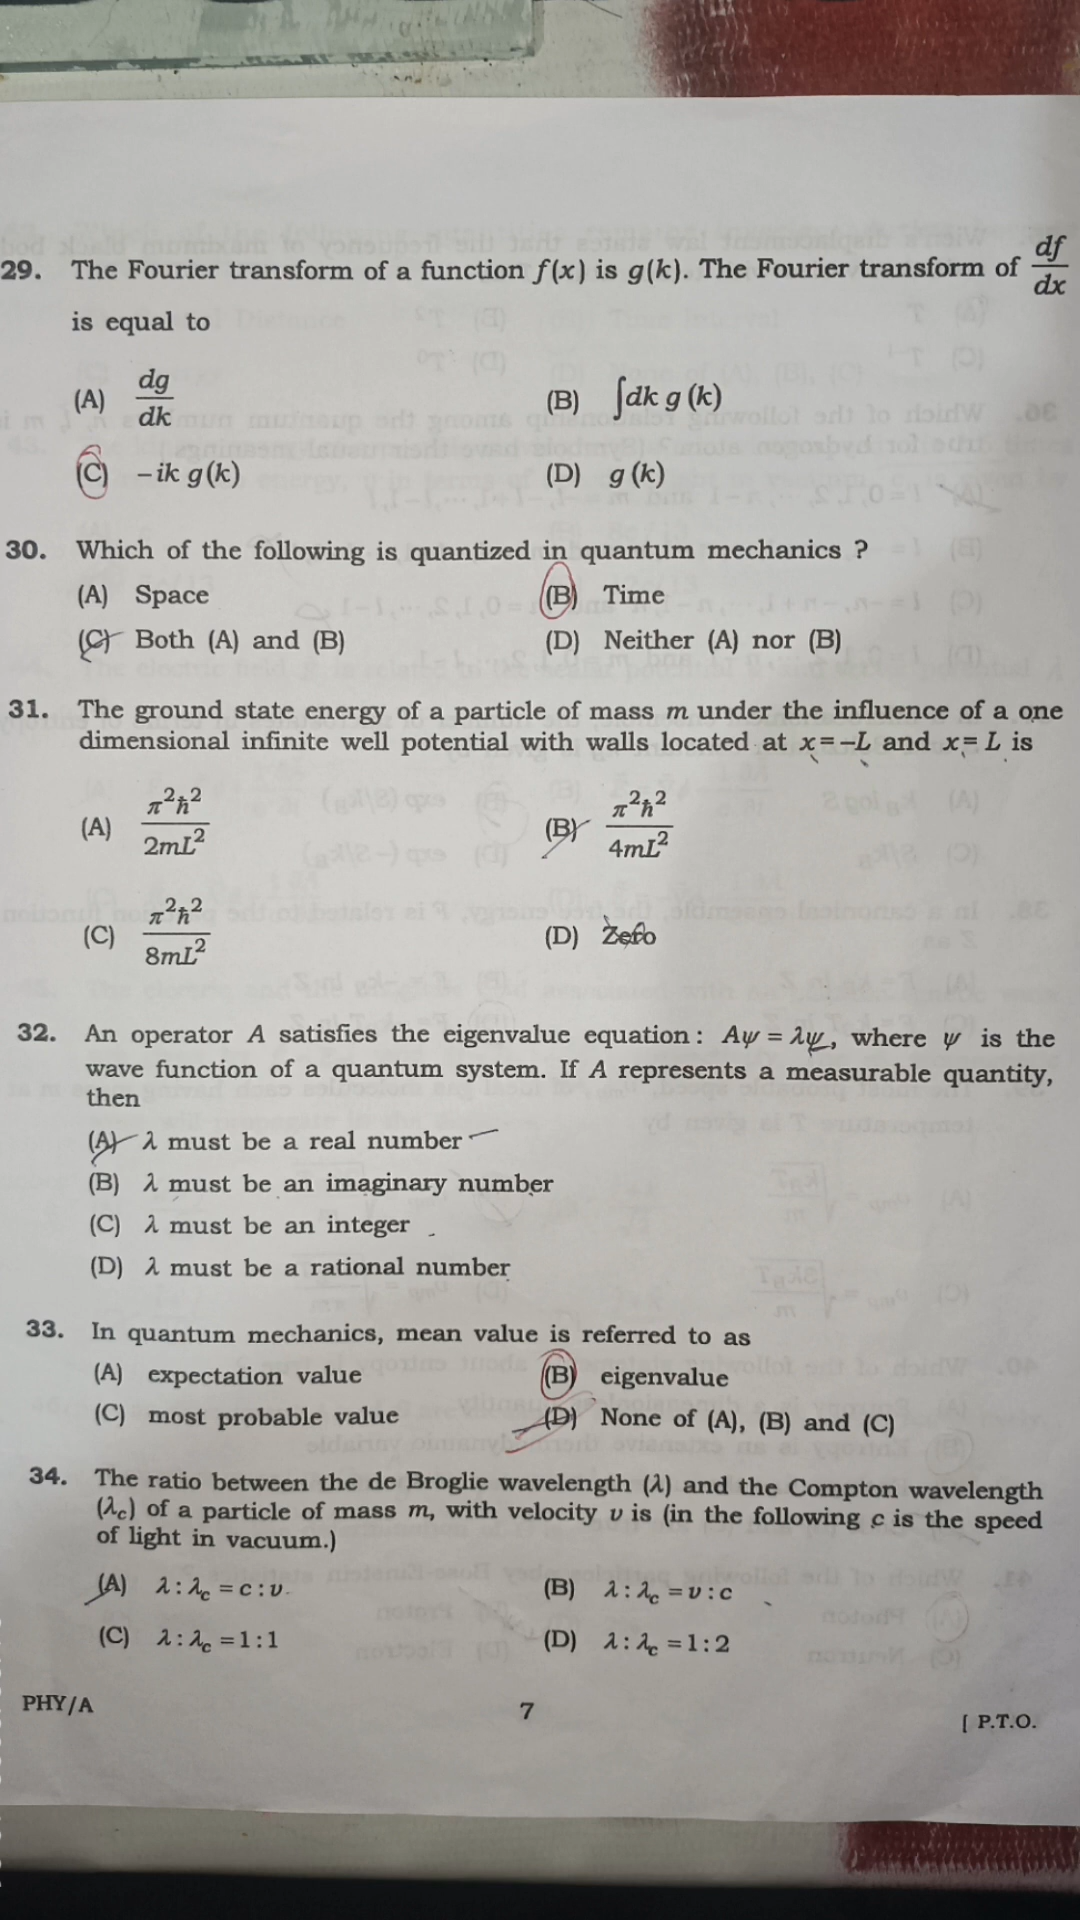 29. The Fourier transform of a function f(x) is g(k). The Fourier transform of df/dx
is equal to
(A) dg/dk (B) ∫dk g(k)
(C) −ik g(k) (D) g(k)
30. Which of the following is quantized in quantum mechanics ?
(A) Space (B) Time
(C) Both (A) and (B) (D) Neither (A) nor (B)
31. The ground state energy of a particle of mass m under the influence of a one
dimensional infinite well potential with walls located at x=−L and x= L is
(A) π²ħ²/2mL² (B) π²ħ²/4mL²
(C) π²ħ²/8mL² (D) Zero
32. An operator A satisfies the eigenvalue equation : Aψ = λψ, where ψ is the
wave function of a quantum system. If A represents a measurable quantity,
then
(A) λ must be a real number
(B) λ must be an imaginary number
(C) λ must be an integer
(D) λ must be a rational number
33. In quantum mechanics, mean value is referred to as
(A) expectation value (B) eigenvalue
(C) most probable value (D) None of (A), (B) and (C)
34. The ratio between the de Broglie wavelength (λ) and the Compton wavelength
(λc) of a particle of mass m, with velocity υ is (in the following c is the speed
of light in vacuum.)
(A) λ : λc = c : υ (B) λ : λc = υ : c
(C) λ : λc = 1 : 1 (D) λ : λc = 1 : 2
PHY/A 7 [ P.T.O.